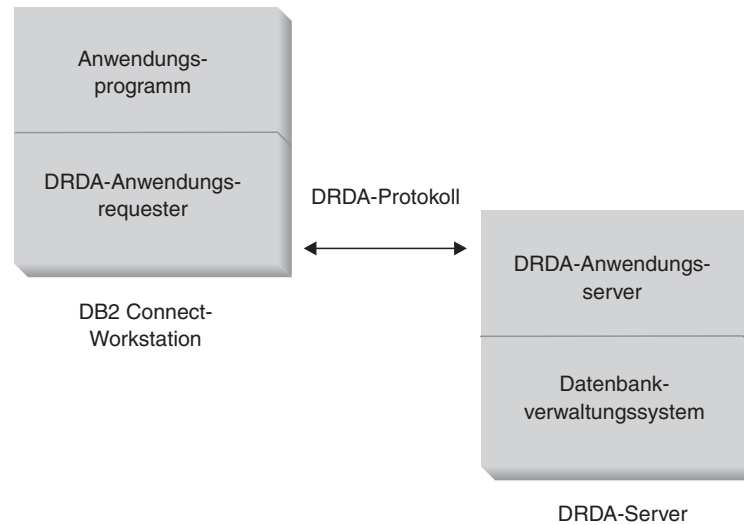 Anwendungs-
programm
DRDA-Anwendungs-
requester
DB2 Connect-
Workstation
DRDA-Protokoll
DRDA-Anwendungs-
server
Datenbank-
verwaltungssystem
DRDA-Server